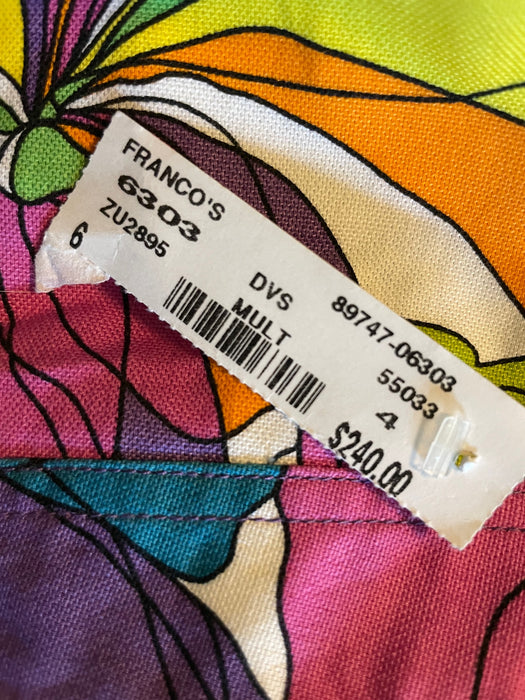 FRANCO'S
6303
ZU2895
6
DVS 89747-06303
MULT 55033
4
$240.00